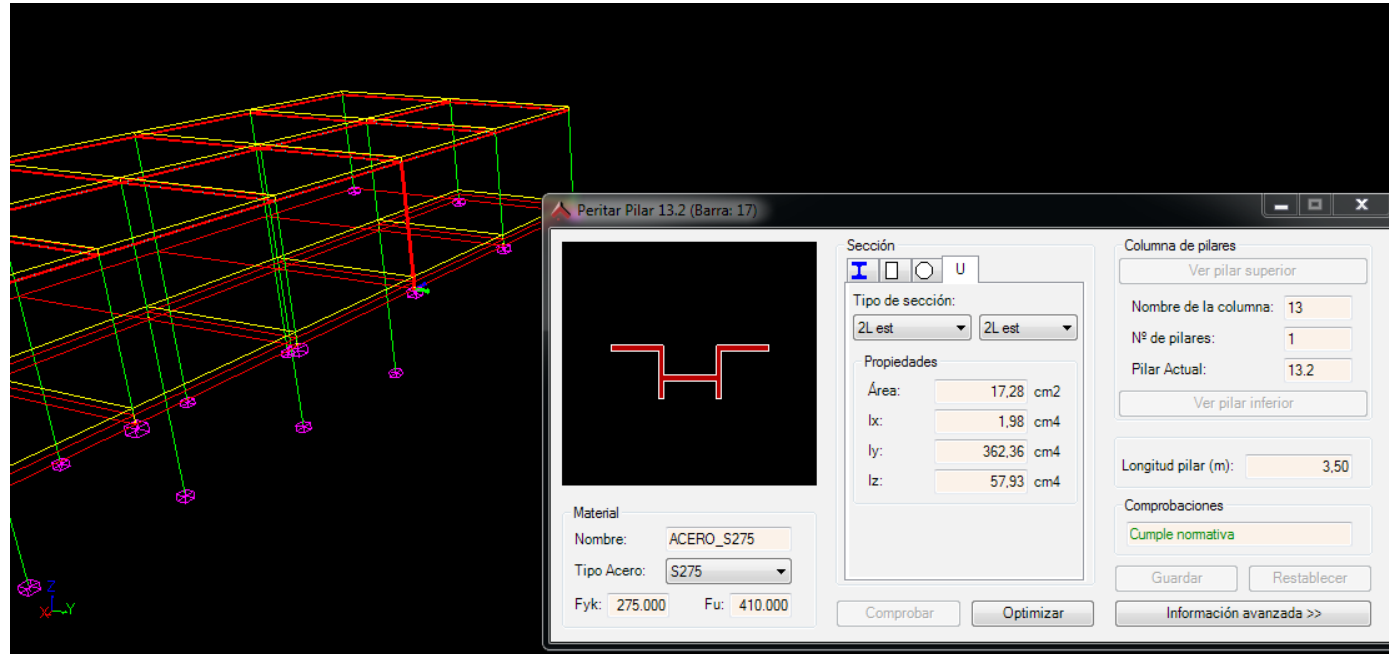 Peritar Pilar 13.2 (Barra: 17)
Sección
U
Tipo de sección:
2L est 2L est
Propiedades
Área: 17,28 cm2
Ix: 1,98 cm4
Iy: 362,36 cm4
Iz: 57,93 cm4
Material
Nombre: ACERO_S275
Tipo Acero: S275
Fyk: 275.000 Fu: 410.000
Comprobar Optimizar
Columna de pilares
Ver pilar superior
Nombre de la columna: 13
Nº de pilares: 1
Pilar Actual: 13.2
Ver pilar inferior
Longitud pilar (m): 3,50
Comprobaciones
Cumple normativa
Guardar Restablecer
Información avanzada >>
Z
X Y